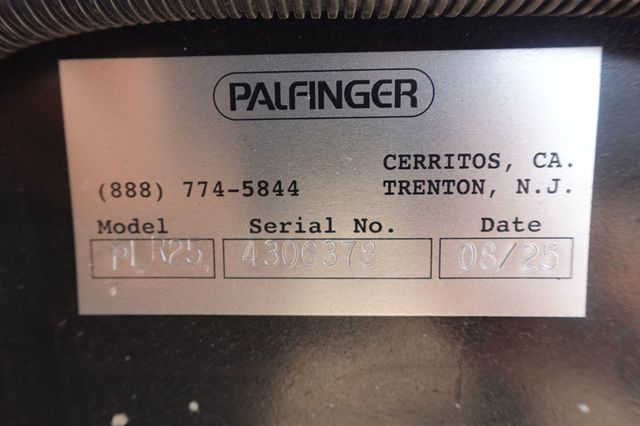 PALFINGER
CERRITOS, CA.
(888) 774-5844 TRENTON, N.J.
Model Serial No. Date
PLR25 4306378 08/25